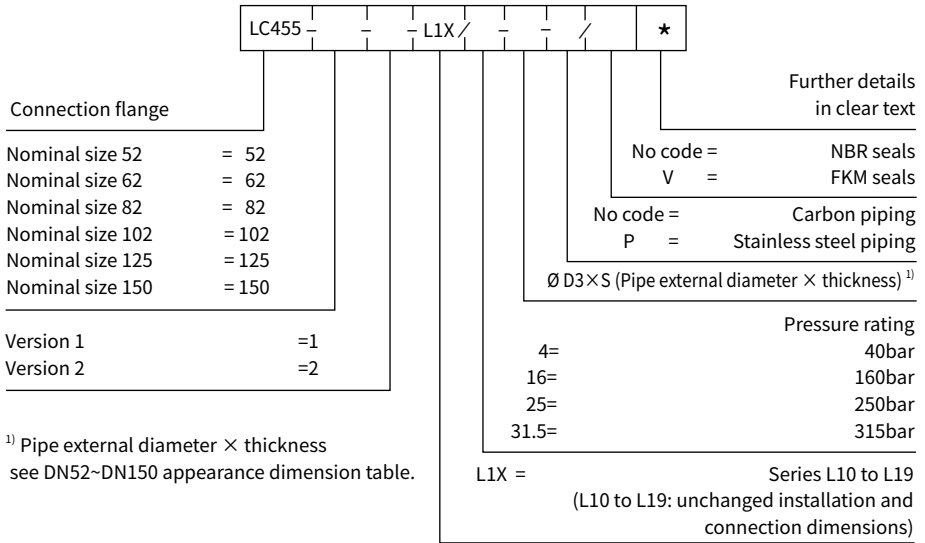 LC455 – – – L1X / – – / *
Connection flange
Nominal size 52 = 52
Nominal size 62 = 62
Nominal size 82 = 82
Nominal size 102 = 102
Nominal size 125 = 125
Nominal size 150 = 150
Version 1 =1
Version 2 =2
1) Pipe external diameter × thickness
see DN52~DN150 appearance dimension table.
Further details
in clear text
No code = NBR seals
V = FKM seals
No code = Carbon piping
P = Stainless steel piping
Ø D3×S (Pipe external diameter × thickness) 1)
Pressure rating
4= 40bar
16= 160bar
25= 250bar
31.5= 315bar
L1X = Series L10 to L19
(L10 to L19: unchanged installation and
connection dimensions)